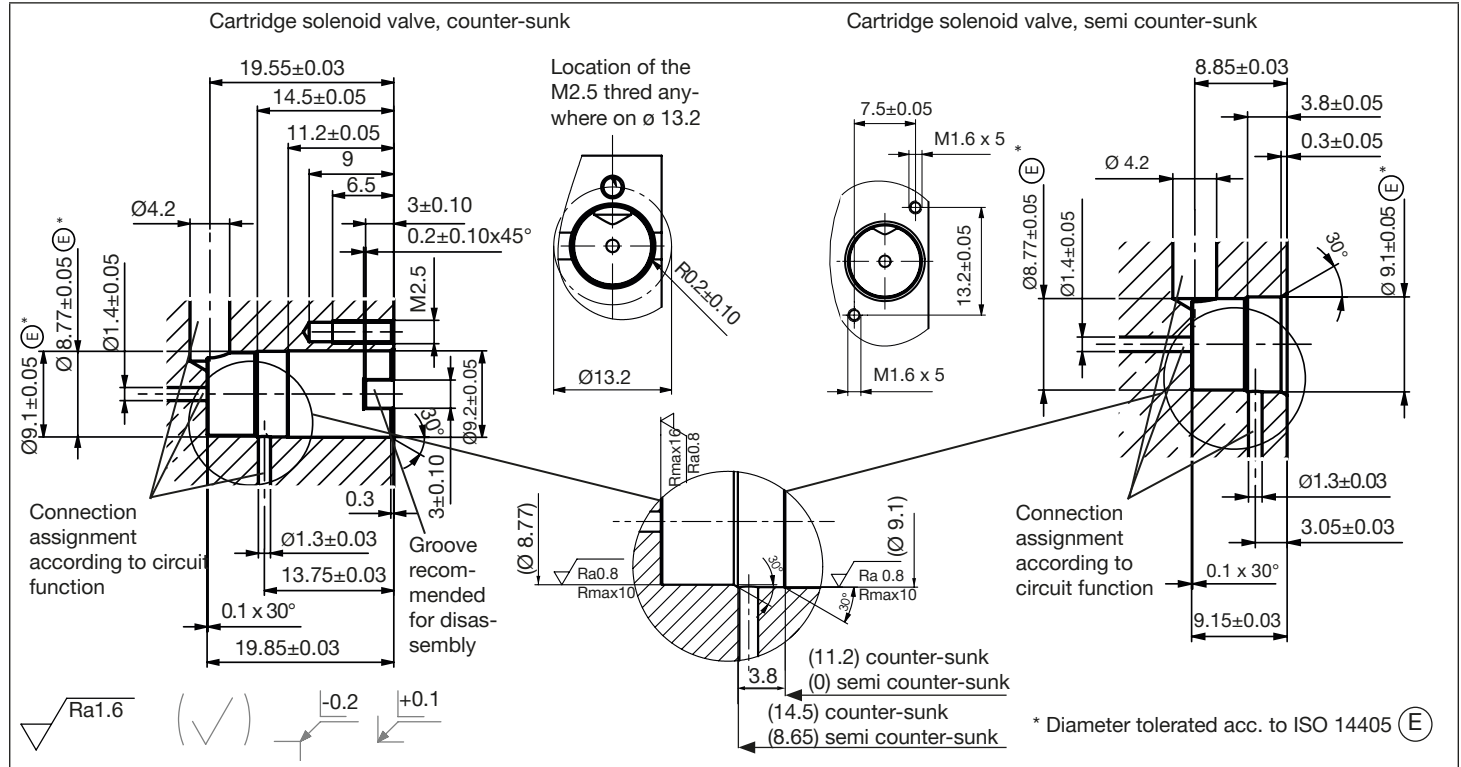 Cartridge solenoid valve, counter-sunk
Cartridge solenoid valve, semi counter-sunk
19.55±0.03
14.5±0.05
11.2±0.05
9
6.5
3±0.10
0.2±0.10x45°
Ø4.2
Ø9.1±0.05 Ⓔ*
Ø 8.77±0.05 Ⓔ*
Ø1.4±0.05
M2.5
Ø9.2±0.05
30°
3±0.10
0.3
Ø1.3±0.03
13.75±0.03
0.1 x 30°
19.85±0.03
Connection
assignment
according to circuit
function
Groove
recom-
mended
for disas-
sembly
Location of the
M2.5 thred any-
where on ø 13.2
R0.2±0.10
Ø13.2
7.5±0.05
M1.6 x 5
13.2±0.05
M1.6 x 5
8.85±0.03
3.8±0.05
0.3±0.05
Ø 4.2
Ø8.77±0.05 Ⓔ*
Ø1.4±0.05
Ø 9.1±0.05 Ⓔ*
30°
Ø1.3±0.03
3.05±0.03
0.1 x 30°
9.15±0.03
Connection
assignment
according to
circuit function
Rmax16
Ra0.8
(Ø 8.77)
(Ø 9.1)
Ra0.8
Rmax10
30°
30°
Ra 0.8
Rmax10
3.8
(11.2) counter-sunk
(0) semi counter-sunk
(14.5) counter-sunk
(8.65) semi counter-sunk
Ra1.6
-0.2
+0.1
* Diameter tolerated acc. to ISO 14405 Ⓔ